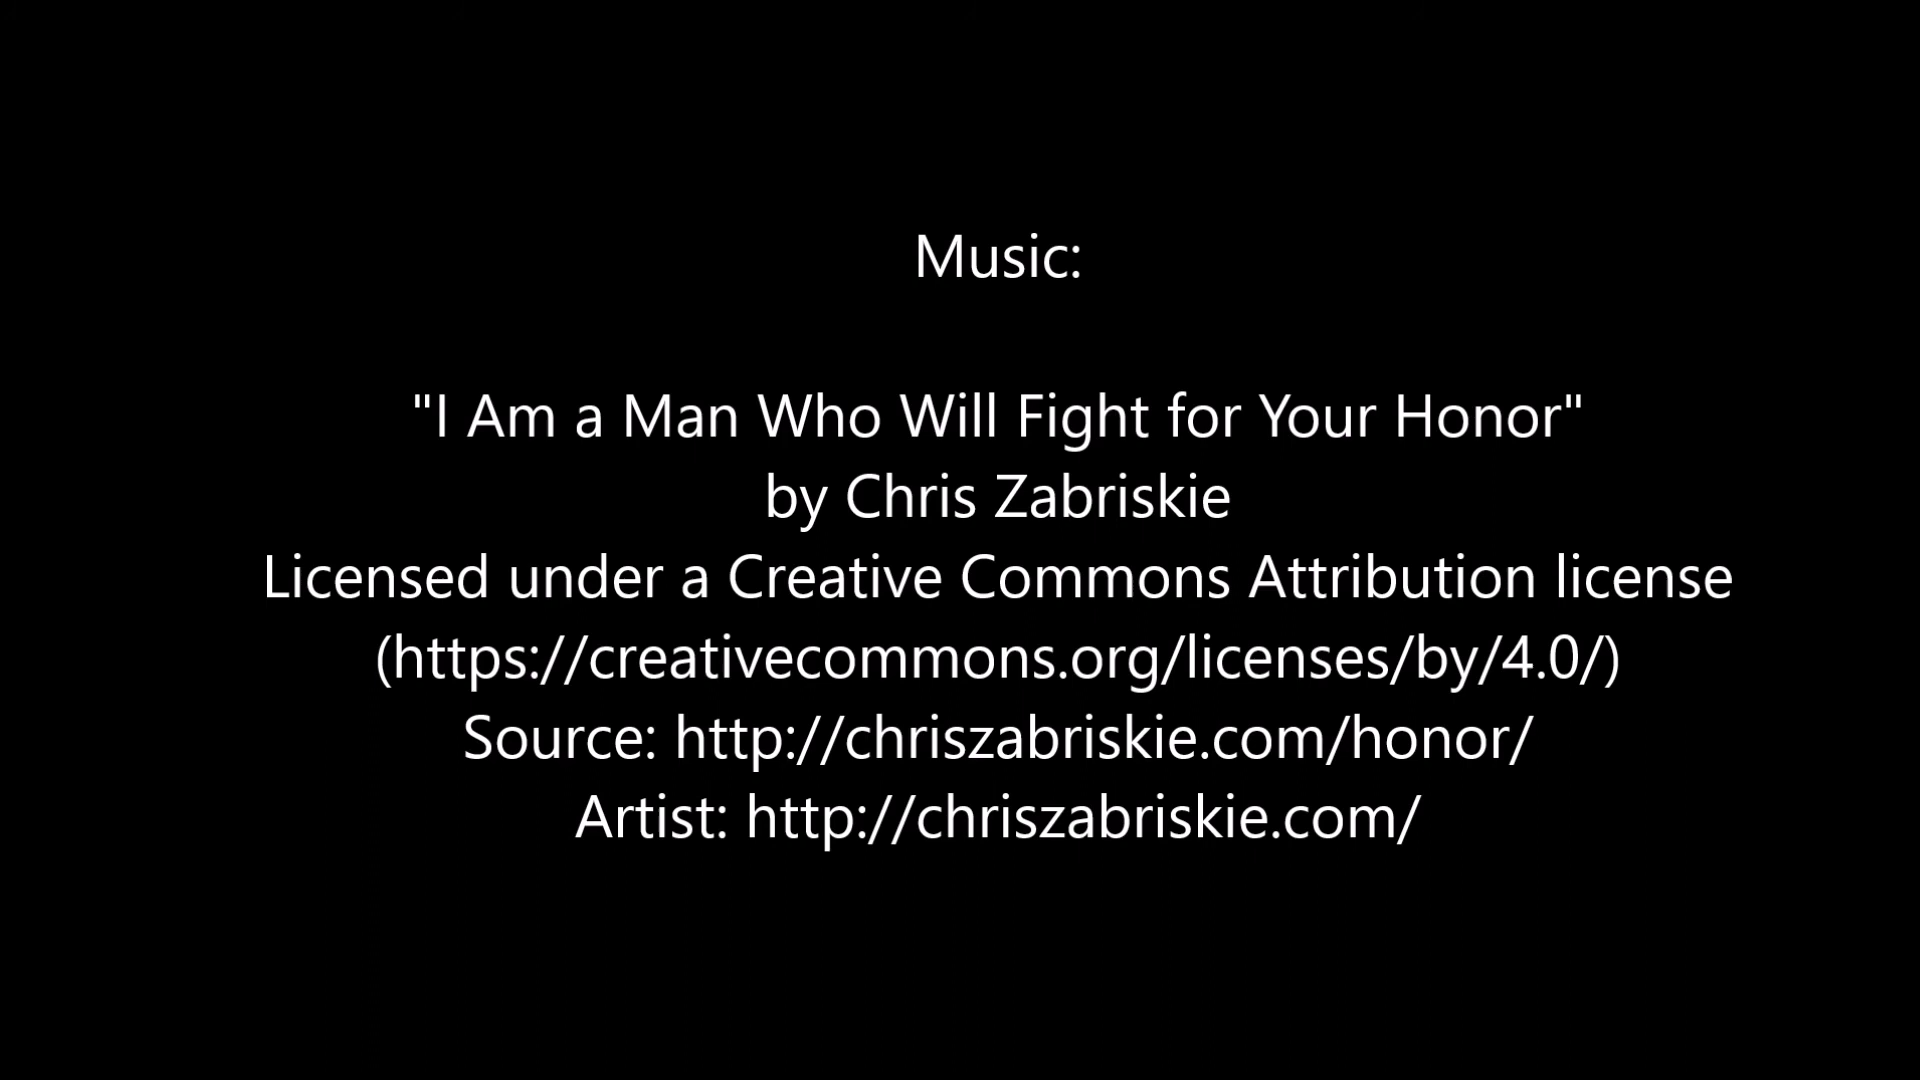 Music:
"I Am a Man Who Will Fight for Your Honor"
by Chris Zabriskie
Licensed under a Creative Commons Attribution license
(https://creativecommons.org/licenses/by/4.0/)
Source: http://chriszabriskie.com/honor/
Artist: http://chriszabriskie.com/